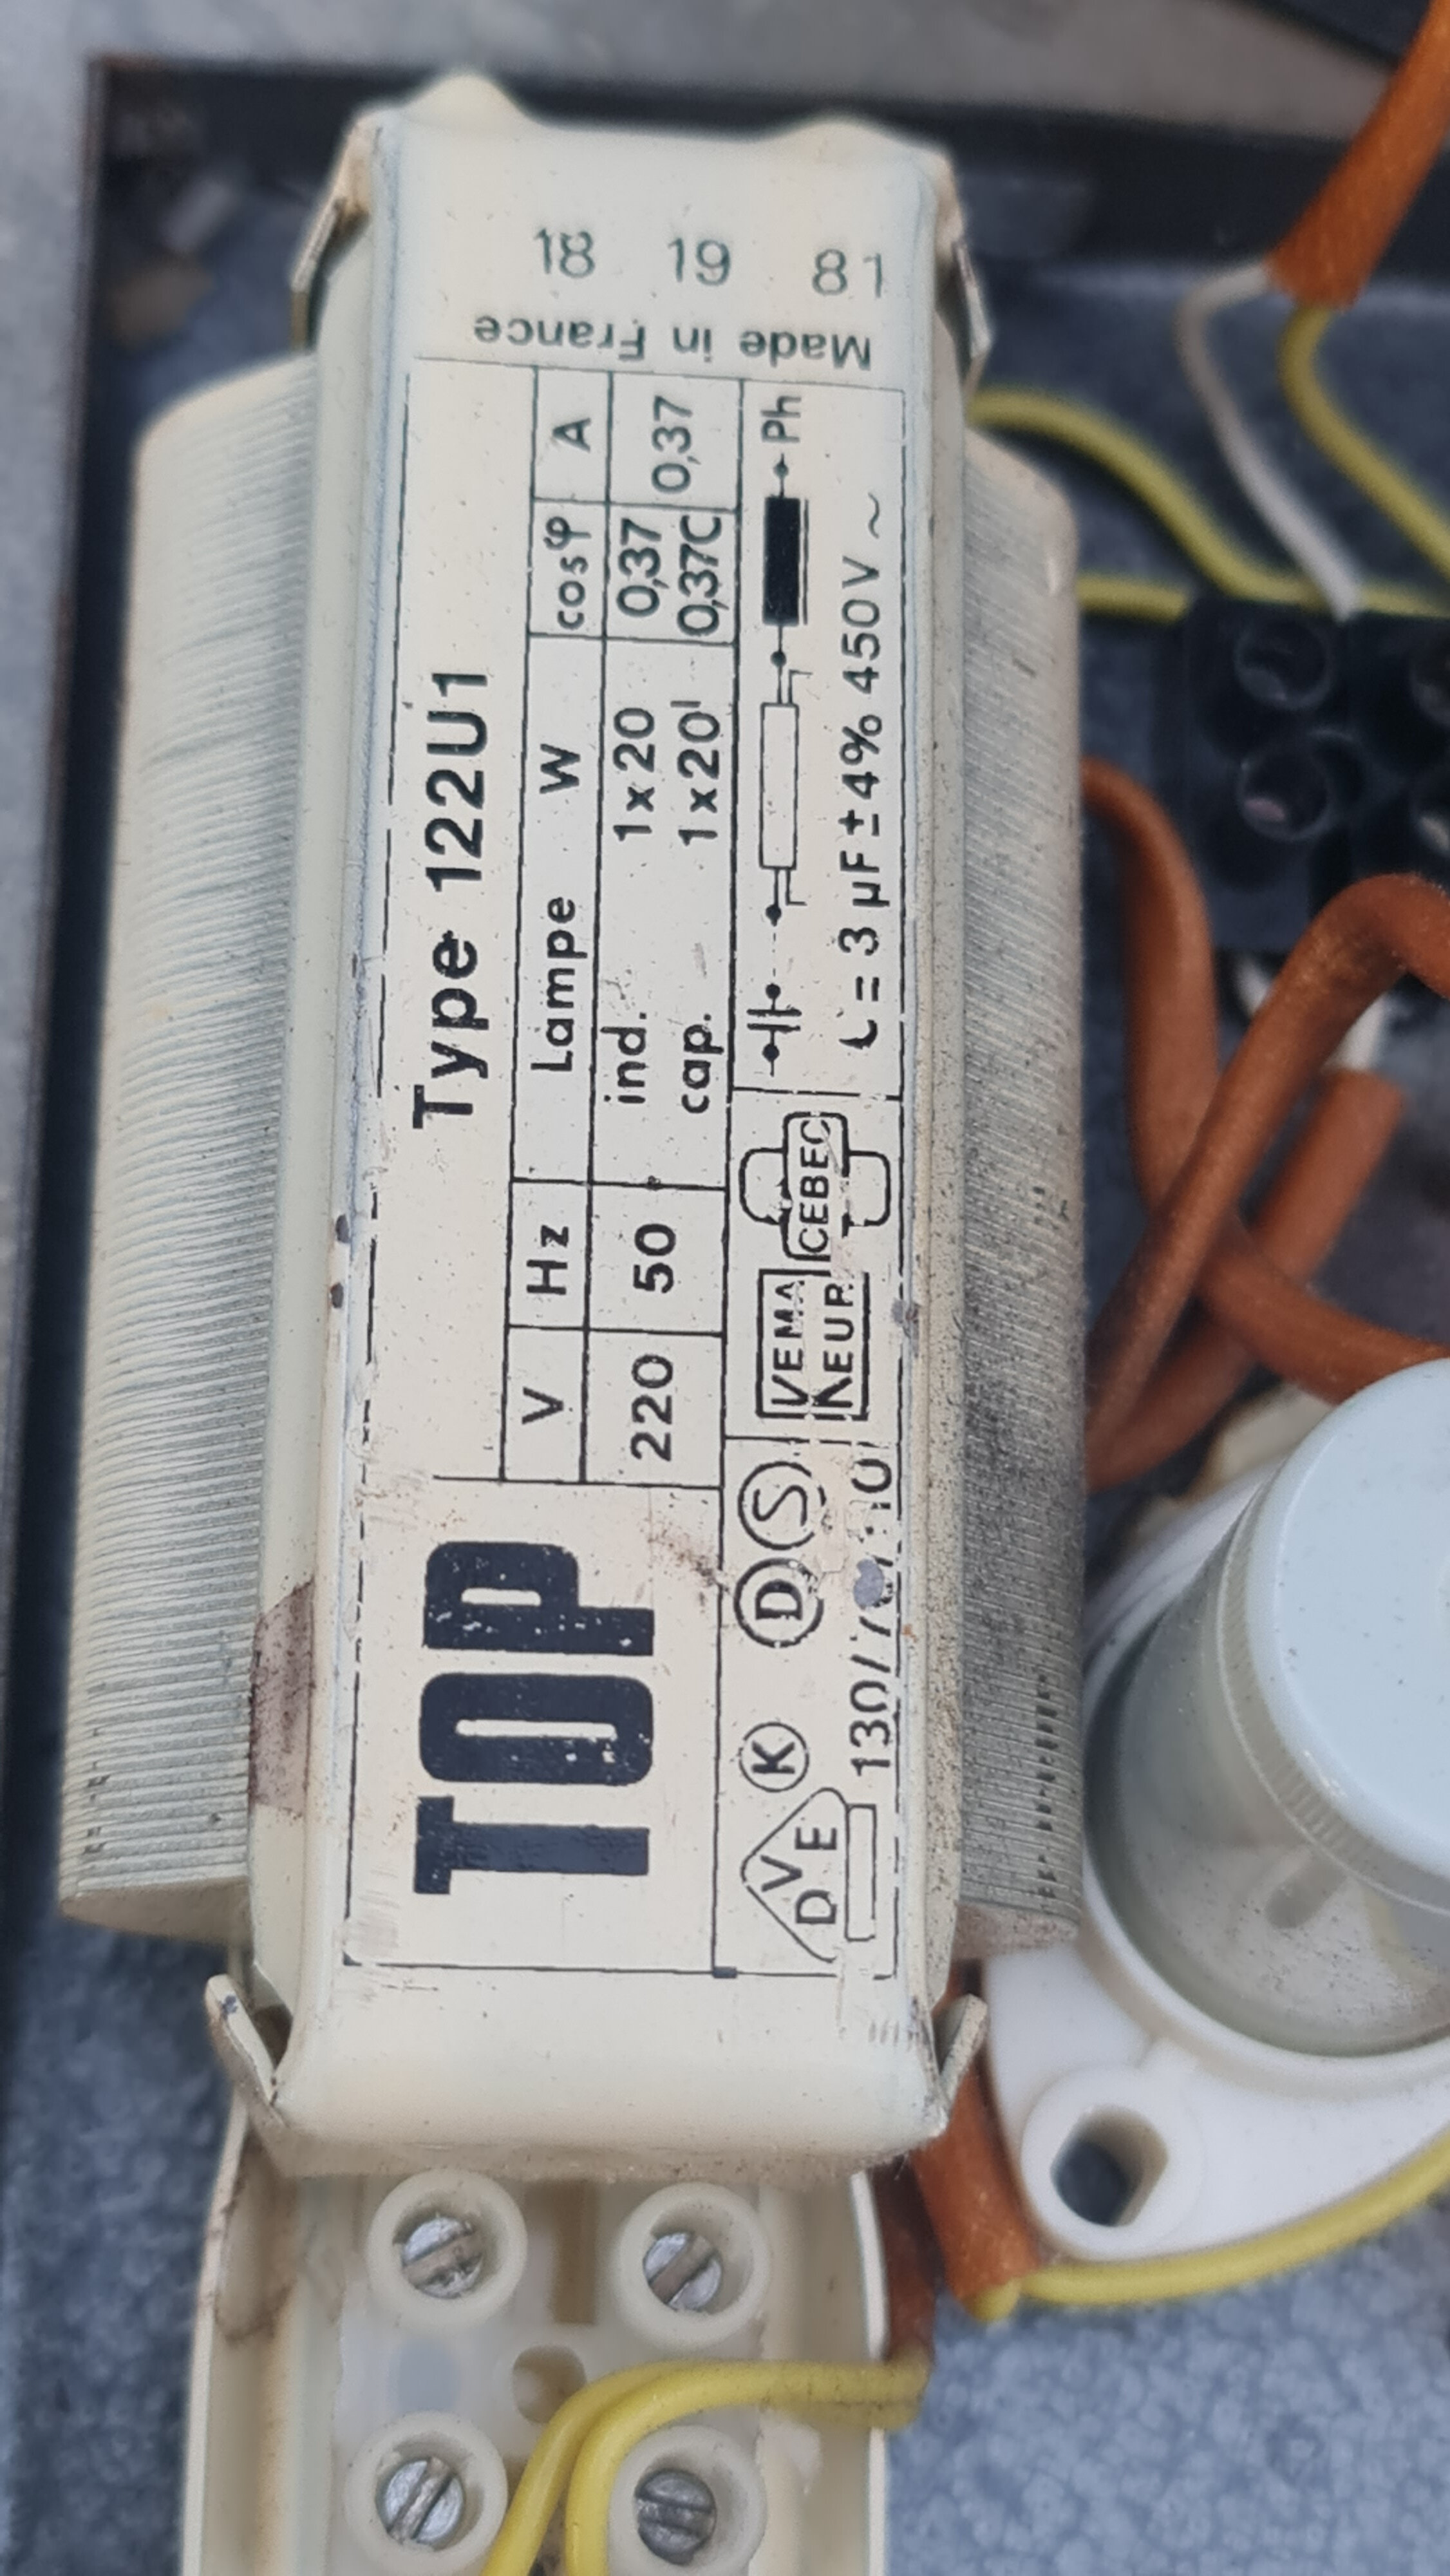 18 19 81
Made in France
TOP
Type 122U1
V Hz Lampe W cosφ A
220 50 ind. 1x20 0,37 0,37
cap. 1x20 0,37C
Ph
= 3 µF ± 4% 450V ~
D V E
K D S
VEMA
KEUR
CEBEC